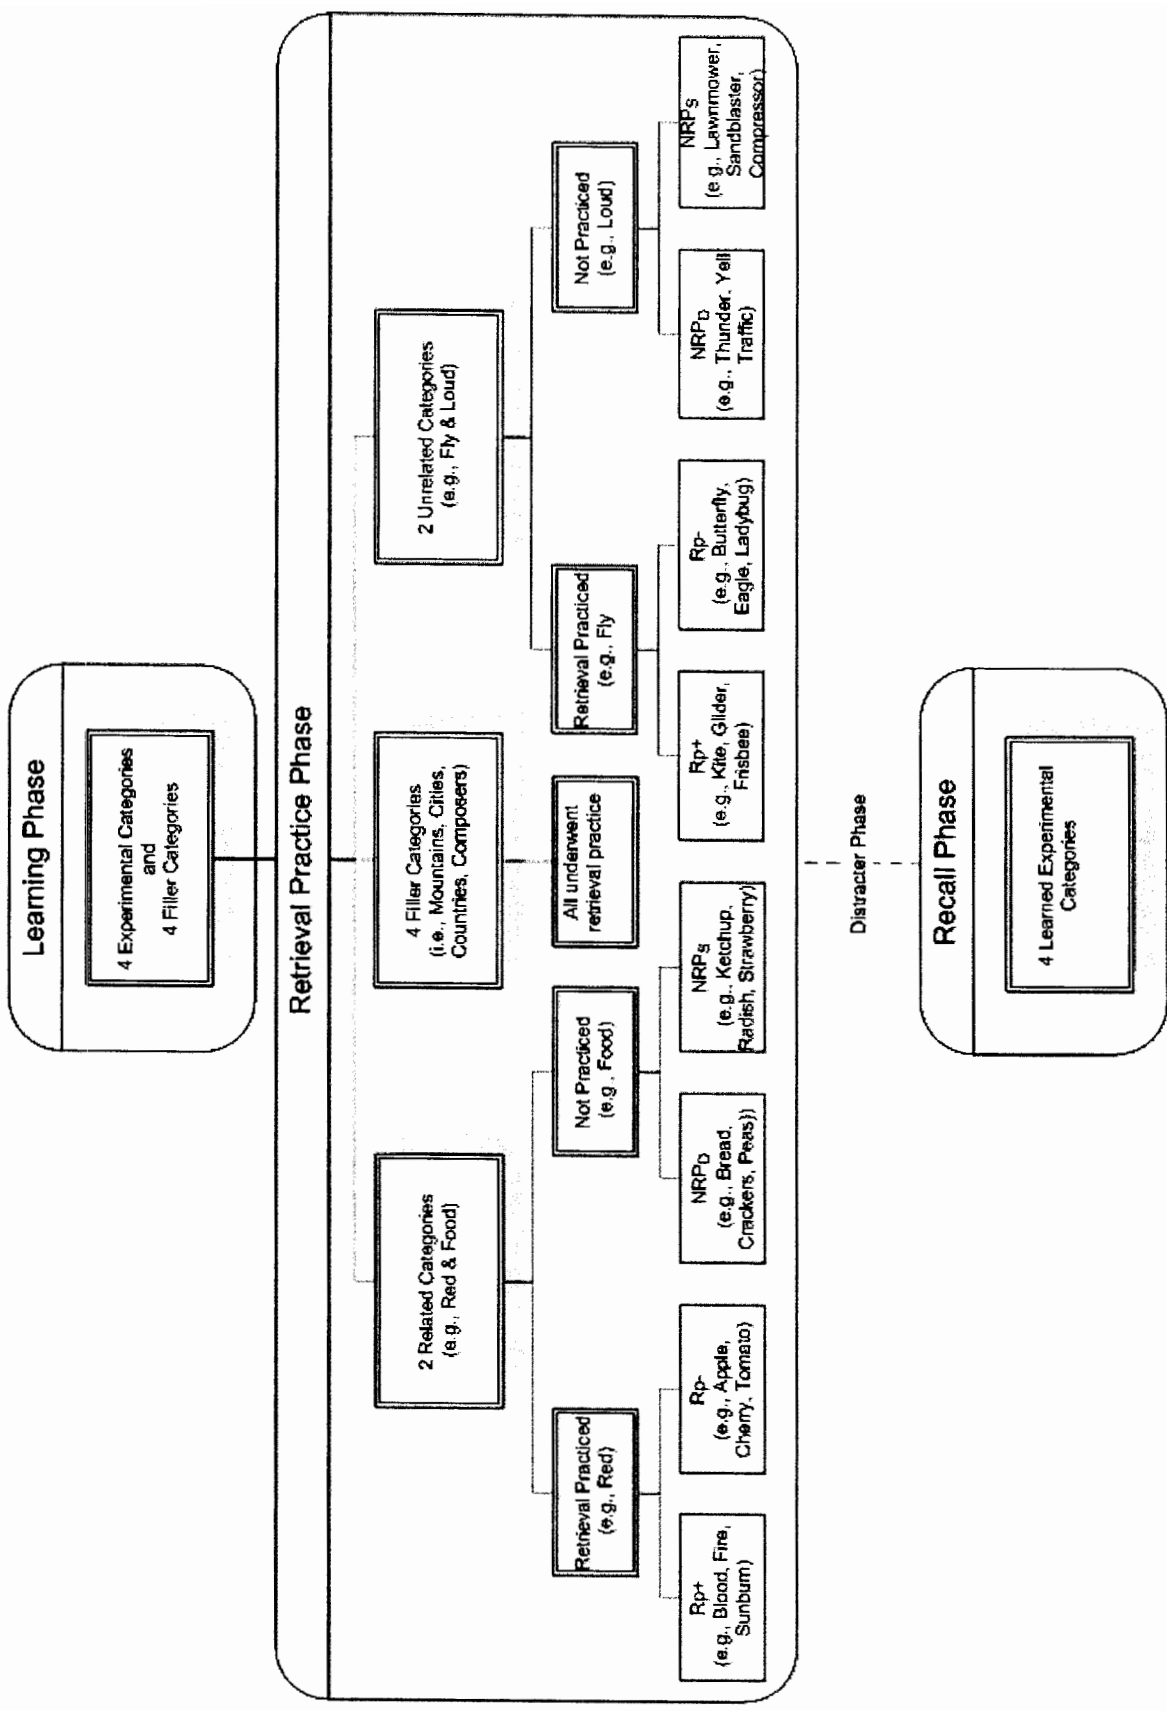 Learning Phase
4 Experimental Categories
and
4 Filler Categories
Retrieval Practice Phase
2 Related Categories
(e.g., Red & Food)
4 Filler Categories
(i.e., Mountains, Cities,
Countries, Composers)
2 Unrelated Categories
(e.g., Fly & Loud)
Retrieval Practiced
(e.g., Red)
Not Practiced
(e.g., Food)
All underwent
retrieval practice
Retrieval Practiced
(e.g., Fly
Not Practiced
(e.g., Loud)
Rp+
(e.g., Blood, Fire,
Sunburn)
Rp-
(e.g., Apple,
Cherry, Tomato)
NRPD
(e.g., Bread,
Crackers, Peas))
NRPS
(e.g., Ketchup,
Radish, Strawberry)
Rp+
(e.g., Kite, Glider,
Frisbee)
Rp-
(e.g., Butterfly,
Eagle, Ladybug)
NRPD
(e.g., Thunder, Yell
Traffic)
NRPS
(e.g., Lawnmower,
Sandblaster,
Compressor)
Distracter Phase
Recall Phase
4 Learned Experimental
Categories